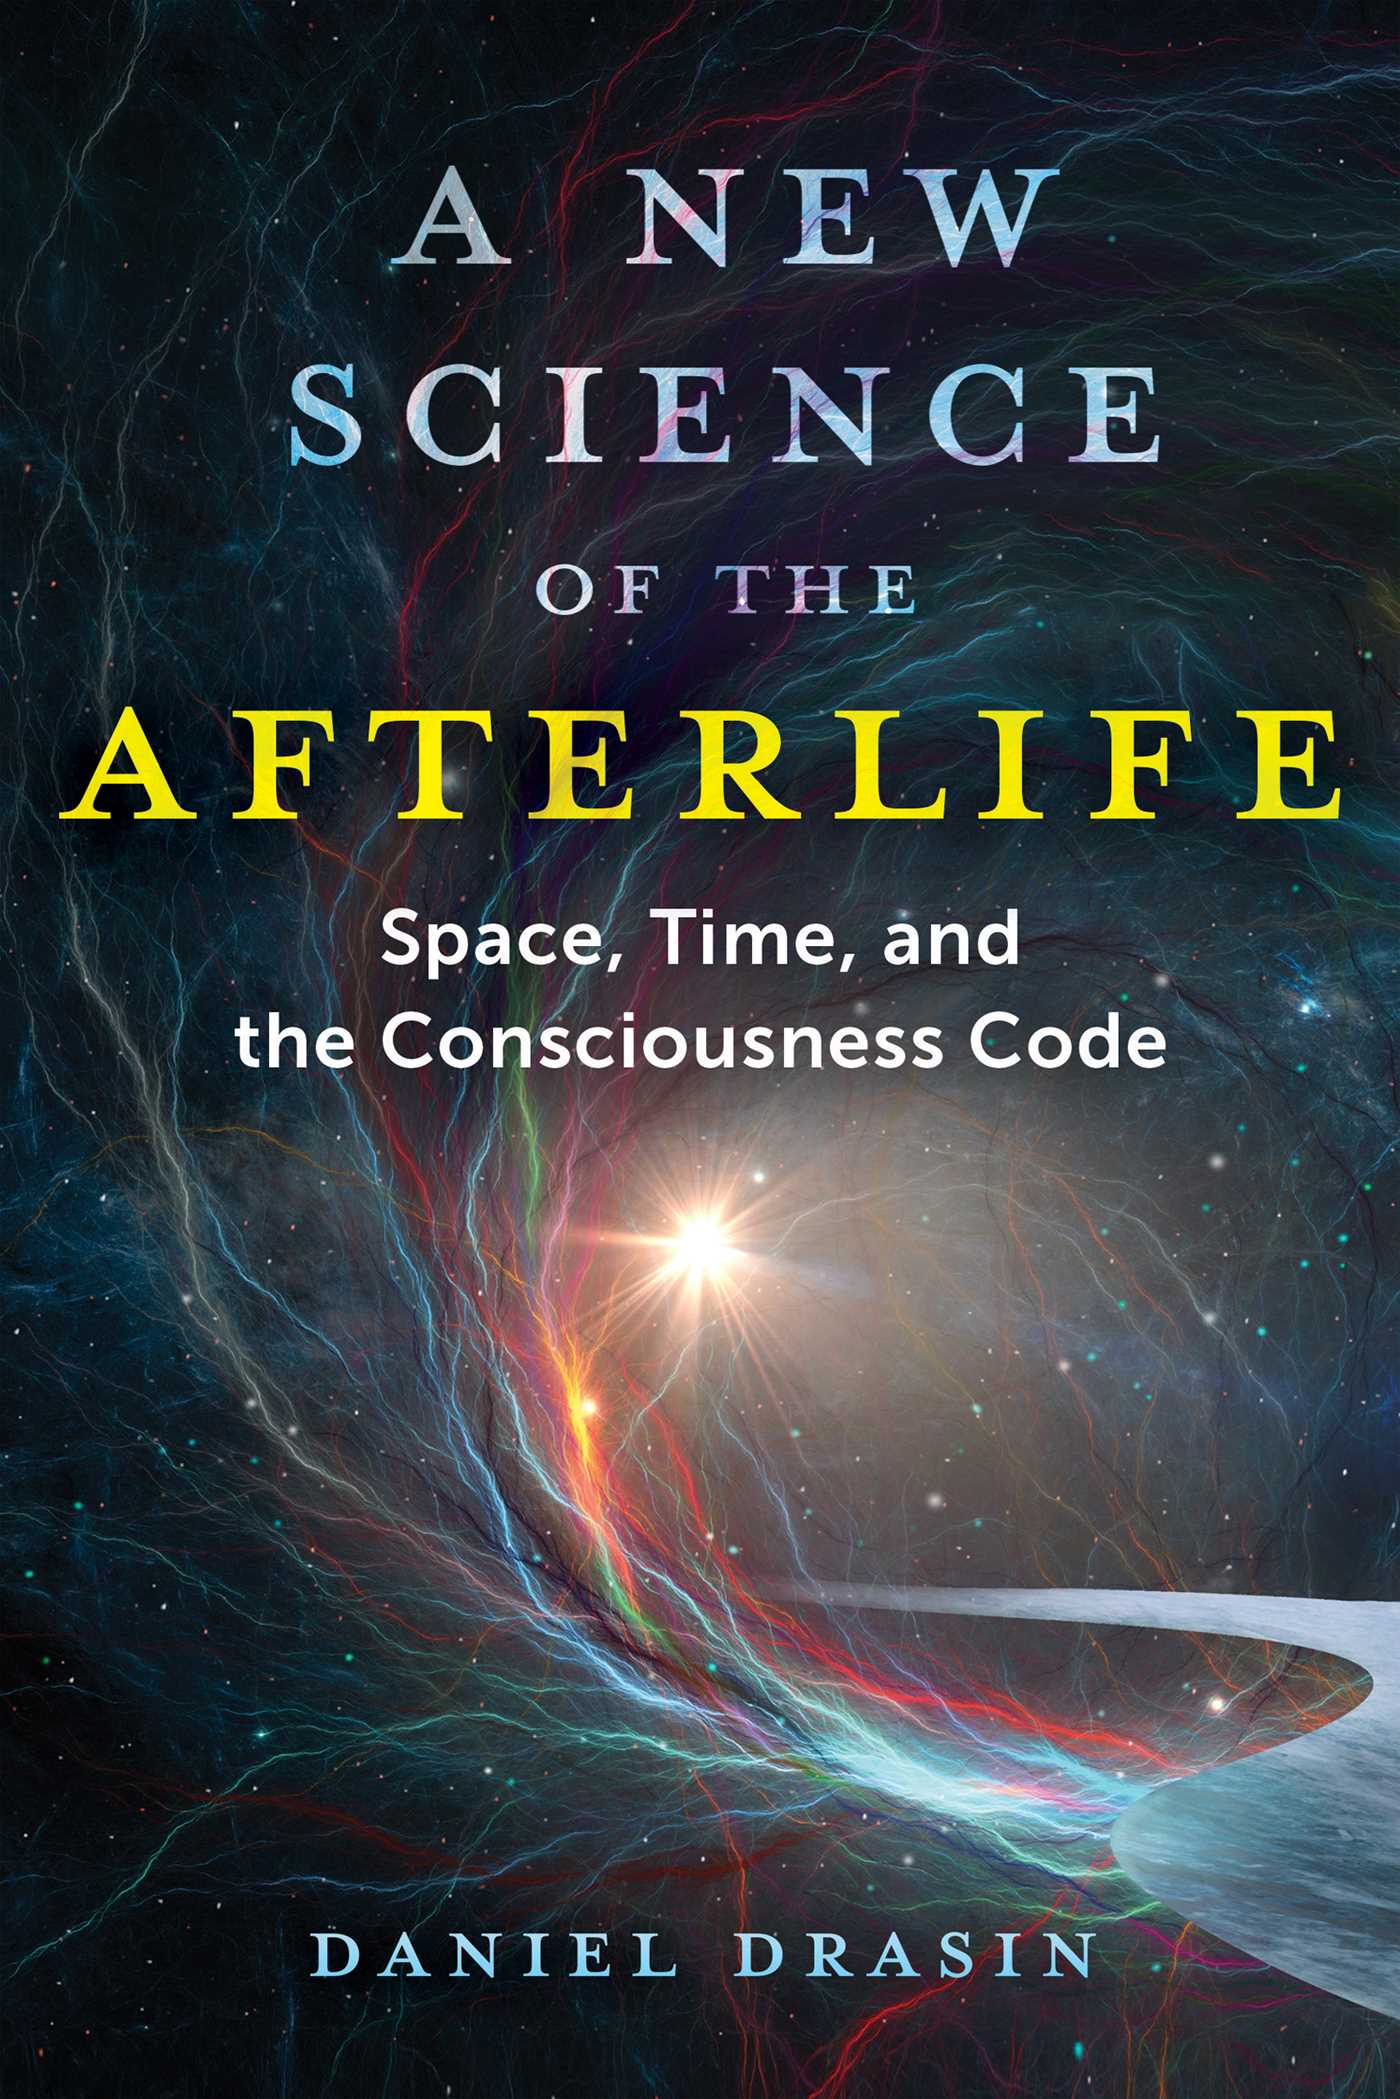 A NEW
SCIENCE
OF THE
AFTERLIFE
Space, Time, and
the Consciousness Code
DANIEL DRASIN